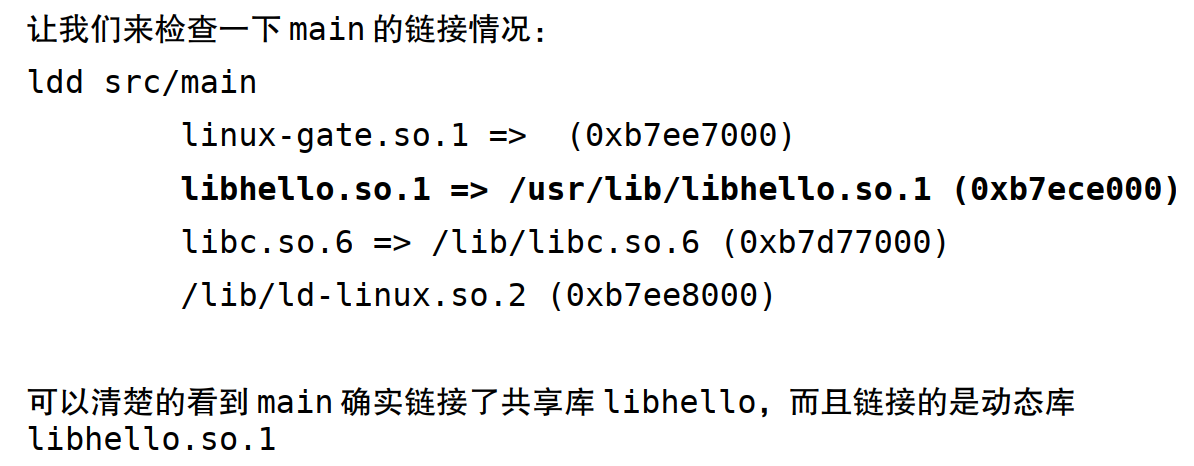 让我们来检查一下 main 的链接情况：
ldd src/main
linux-gate.so.1 =>  (0xb7ee7000)
libhello.so.1 => /usr/lib/libhello.so.1 (0xb7ece000)
libc.so.6 => /lib/libc.so.6 (0xb7d77000)
/lib/ld-linux.so.2 (0xb7ee8000)
可以清楚的看到 main 确实链接了共享库 libhello，而且链接的是动态库
libhello.so.1